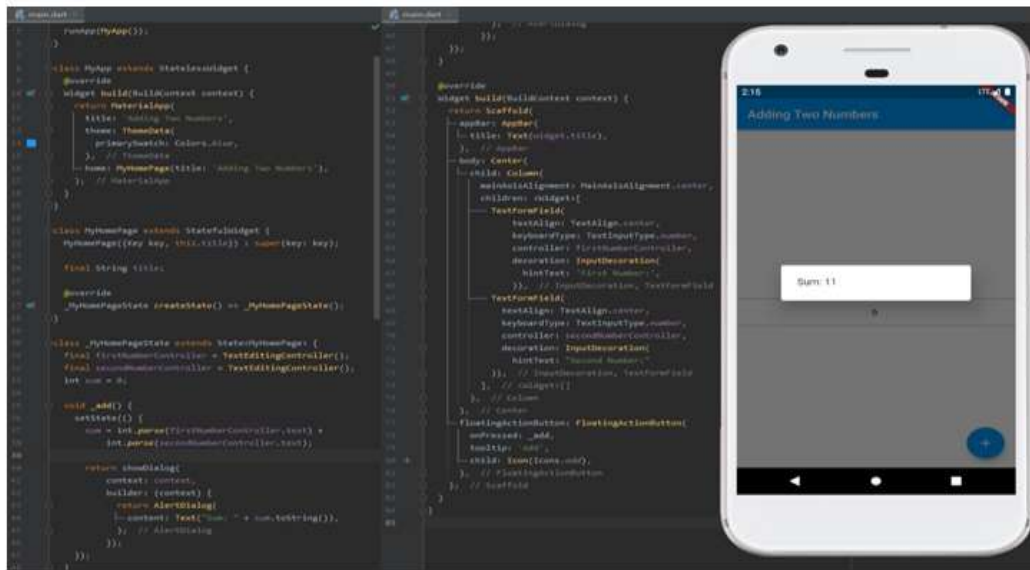 main.dart
runApp(MyApp());
}
class MyApp extends StatelessWidget {
@override
Widget build(BuildContext context) {
return MaterialApp(
title: 'Adding Two Numbers',
theme: ThemeData(
primarySwatch: Colors.blue,
), // ThemeData
home: MyHomePage(title: 'Adding Two Numbers'),
); // MaterialApp
}
}
class MyHomePage extends StatefulWidget {
MyHomePage({Key key, this.title}) : super(key: key);
final String title;
@override
_MyHomePageState createState() => _MyHomePageState();
}
class _MyHomePageState extends State<MyHomePage> {
final firstNumberController = TextEditingController();
final secondNumberController = TextEditingController();
int sum = 0;
void _add() {
setState(() {
sum = int.parse(firstNumberController.text) +
int.parse(secondNumberController.text);
return showDialog(
context: context,
builder: (context) {
return AlertDialog(
content: Text("Sum: " + sum.toString()),
); // AlertDialog
});
});
}
main.dart
); // AlertDialog
});
});
}
@override
Widget build(BuildContext context) {
return Scaffold(
appBar: AppBar(
title: Text(widget.title),
), // AppBar
body: Center(
child: Column(
mainAxisAlignment: MainAxisAlignment.center,
children: <Widget>[
TextFormField(
textAlign: TextAlign.center,
keyboardType: TextInputType.number,
controller: firstNumberController,
decoration: InputDecoration(
hintText: 'First Number:',
)), // InputDecoration, TextFormField
TextFormField(
textAlign: TextAlign.center,
keyboardType: TextInputType.number,
controller: secondNumberController,
decoration: InputDecoration(
hintText: "Second Number:"
)), // InputDecoration, TextFormField
], // <Widget>[]
), // Column
), // Center
floatingActionButton: FloatingActionButton(
onPressed: _add,
tooltip: 'add',
child: Icon(Icons.add),
), // FloatingActionButton
); // Scaffold
}
}
2:15
LTE
Adding Two Numbers
Sum: 11